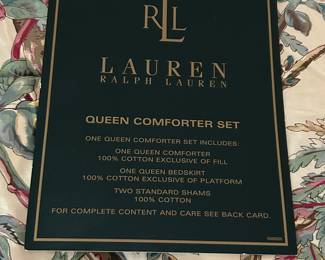 RLL
LAUREN
RALPH LAUREN
QUEEN COMFORTER SET
ONE QUEEN COMFORTER SET INCLUDES:
ONE QUEEN COMFORTER
100% COTTON EXCLUSIVE OF FILL
ONE QUEEN BEDSKIRT
100% COTTON EXCLUSIVE OF PLATFORM
TWO STANDARD SHAMS
100% COTTON
FOR COMPLETE CONTENT AND CARE SEE BACK CARD.